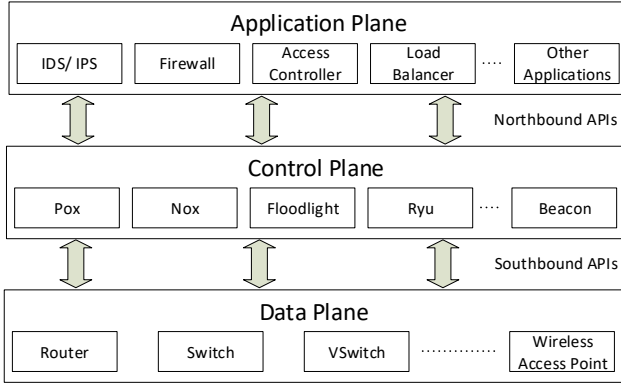 Application Plane
IDS/ IPS
Firewall
Access
Controller
Load
Balancer
....
Other
Applications
Northbound APIs
Control Plane
Pox
Nox
Floodlight
Ryu
....
Beacon
Southbound APIs
Data Plane
Router
Switch
VSwitch
..............
Wireless
Access Point